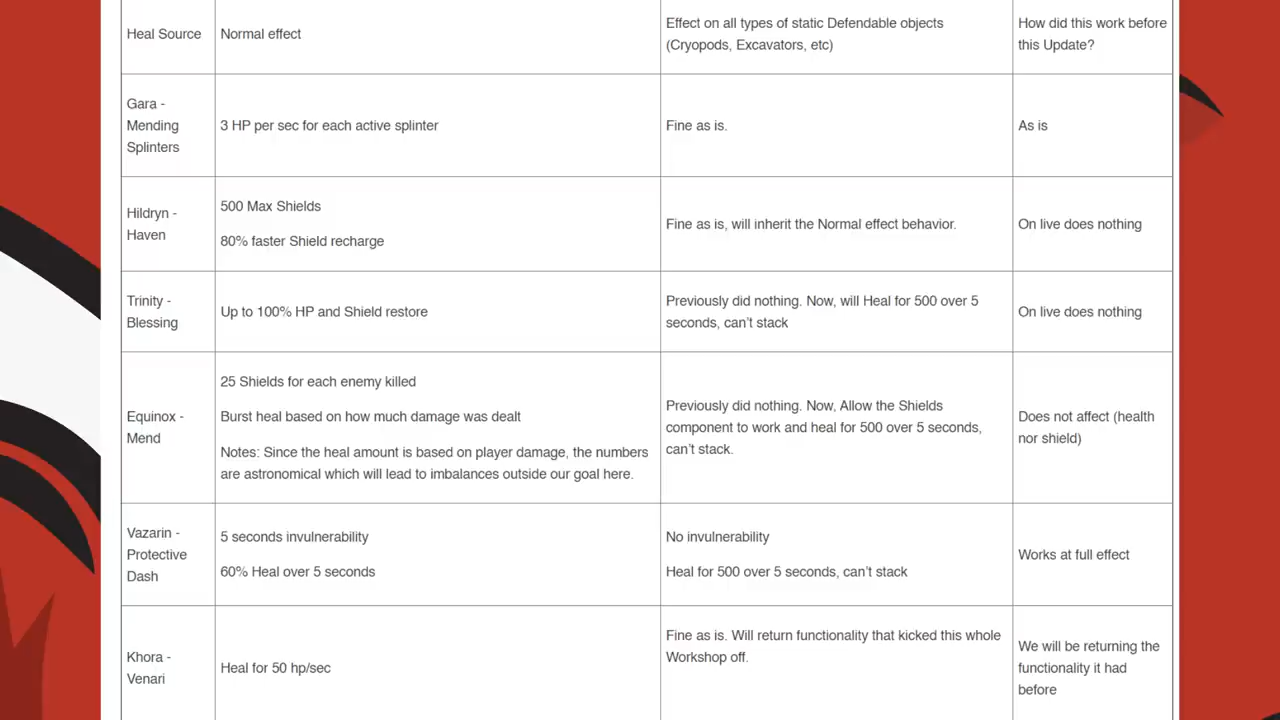 Heal Source
Normal effect
Effect on all types of static Defendable objects
(Cryopods, Excavators, etc)
How did this work before
this Update?
Gara -
Mending
Splinters
3 HP per sec for each active splinter
Fine as is.
As is
Hildryn -
Haven
500 Max Shields
80% faster Shield recharge
Fine as is, will inherit the Normal effect behavior.
On live does nothing
Trinity -
Blessing
Up to 100% HP and Shield restore
Previously did nothing. Now, will Heal for 500 over 5
seconds, can’t stack
On live does nothing
Equinox -
Mend
25 Shields for each enemy killed
Burst heal based on how much damage was dealt
Notes: Since the heal amount is based on player damage, the numbers
are astronomical which will lead to imbalances outside our goal here.
Previously did nothing. Now, Allow the Shields
component to work and heal for 500 over 5 seconds,
can’t stack.
Does not affect (health
nor shield)
Vazarin -
Protective
Dash
5 seconds invulnerability
60% Heal over 5 seconds
No invulnerability
Heal for 500 over 5 seconds, can’t stack
Works at full effect
Khora -
Venari
Heal for 50 hp/sec
Fine as is. Will return functionality that kicked this whole
Workshop off.
We will be returning the
functionality it had
before